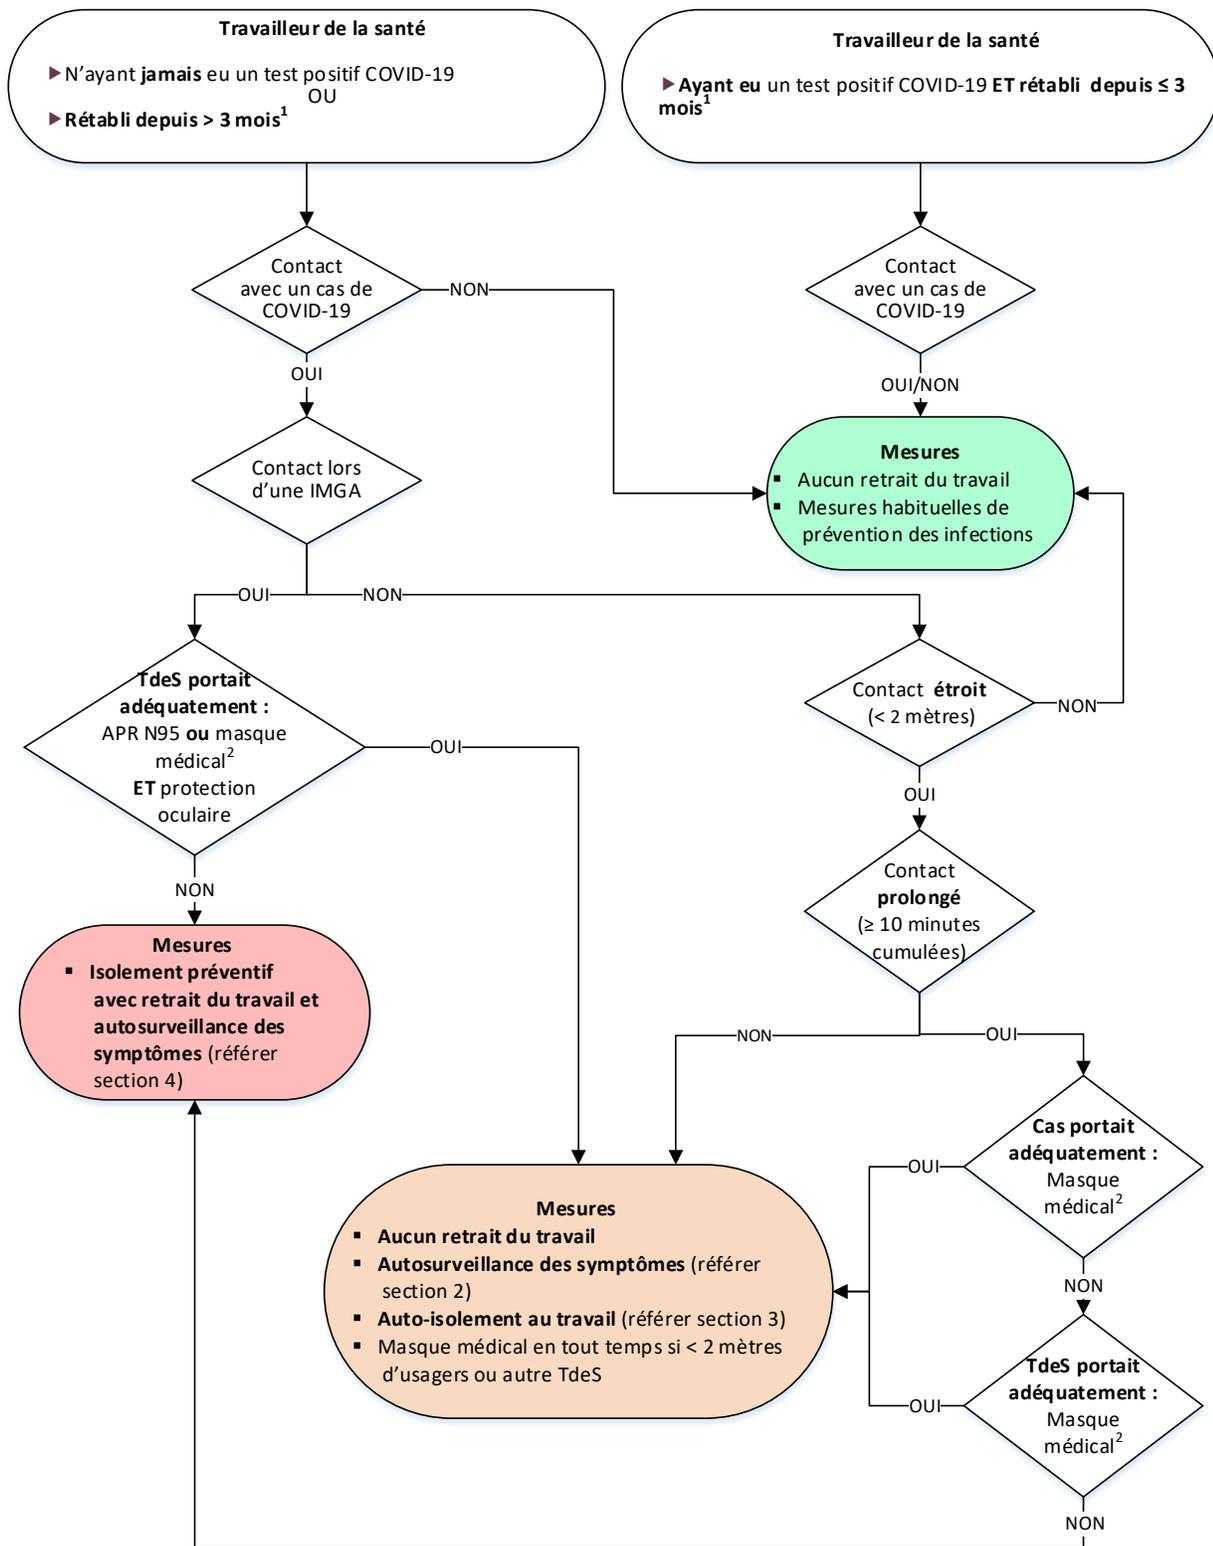 Travailleur de la santé
▶N'ayant jamais eu un test positif COVID-19
OU
▶Rétabli depuis > 3 mois¹
Travailleur de la santé
▶Ayant eu un test positif COVID-19 ET rétabli depuis ≤ 3
mois¹
Contact
avec un cas de
COVID-19
NON
OUI
Contact
avec un cas de
COVID-19
OUI/NON
Contact lors
d'une IMGA
Mesures
▪ Aucun retrait du travail
▪ Mesures habituelles de
prévention des infections
OUI
NON
TdeS portait
adéquatement :
APR N95 ou masque
médical²
ET protection
oculaire
OUI
NON
Contact étroit
(< 2 mètres)
NON
OUI
Contact
prolongé
(≥ 10 minutes
cumulées)
NON
OUI
Mesures
▪ Isolement préventif
avec retrait du travail et
autosurveillance des
symptômes (référer
section 4)
Cas portait
adéquatement :
Masque
médical²
OUI
NON
Mesures
▪ Aucun retrait du travail
▪ Autosurveillance des symptômes (référer
section 2)
▪ Auto-isolement au travail (référer section 3)
▪ Masque médical en tout temps si < 2 mètres
d'usagers ou autre TdeS
TdeS portait
adéquatement :
Masque
médical²
OUI
NON